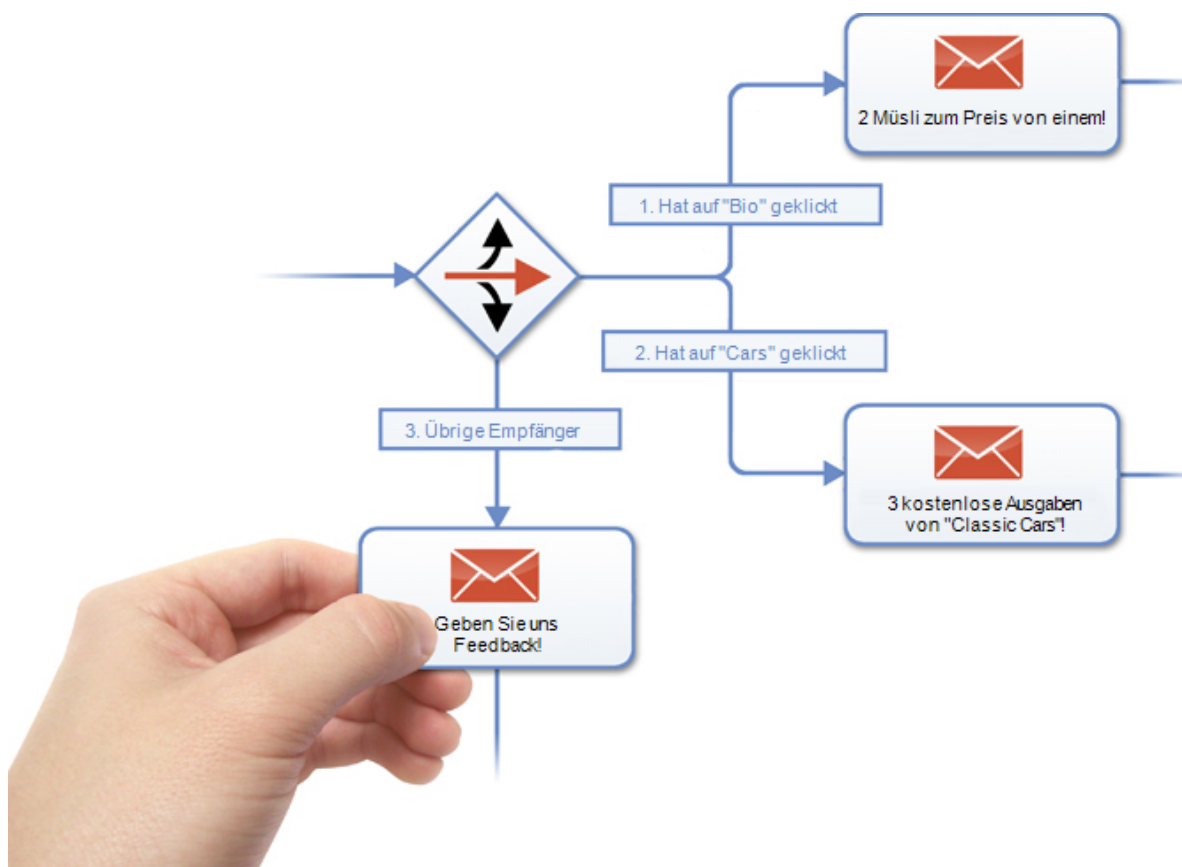 2 Müsli zum Preis von einem!
1. Hat auf "Bio" geklickt
2. Hat auf "Cars" geklickt
3. Übrige Empfänger
3 kostenlose Ausgaben
von "Classic Cars"!
Geben Sie uns
Feedback!